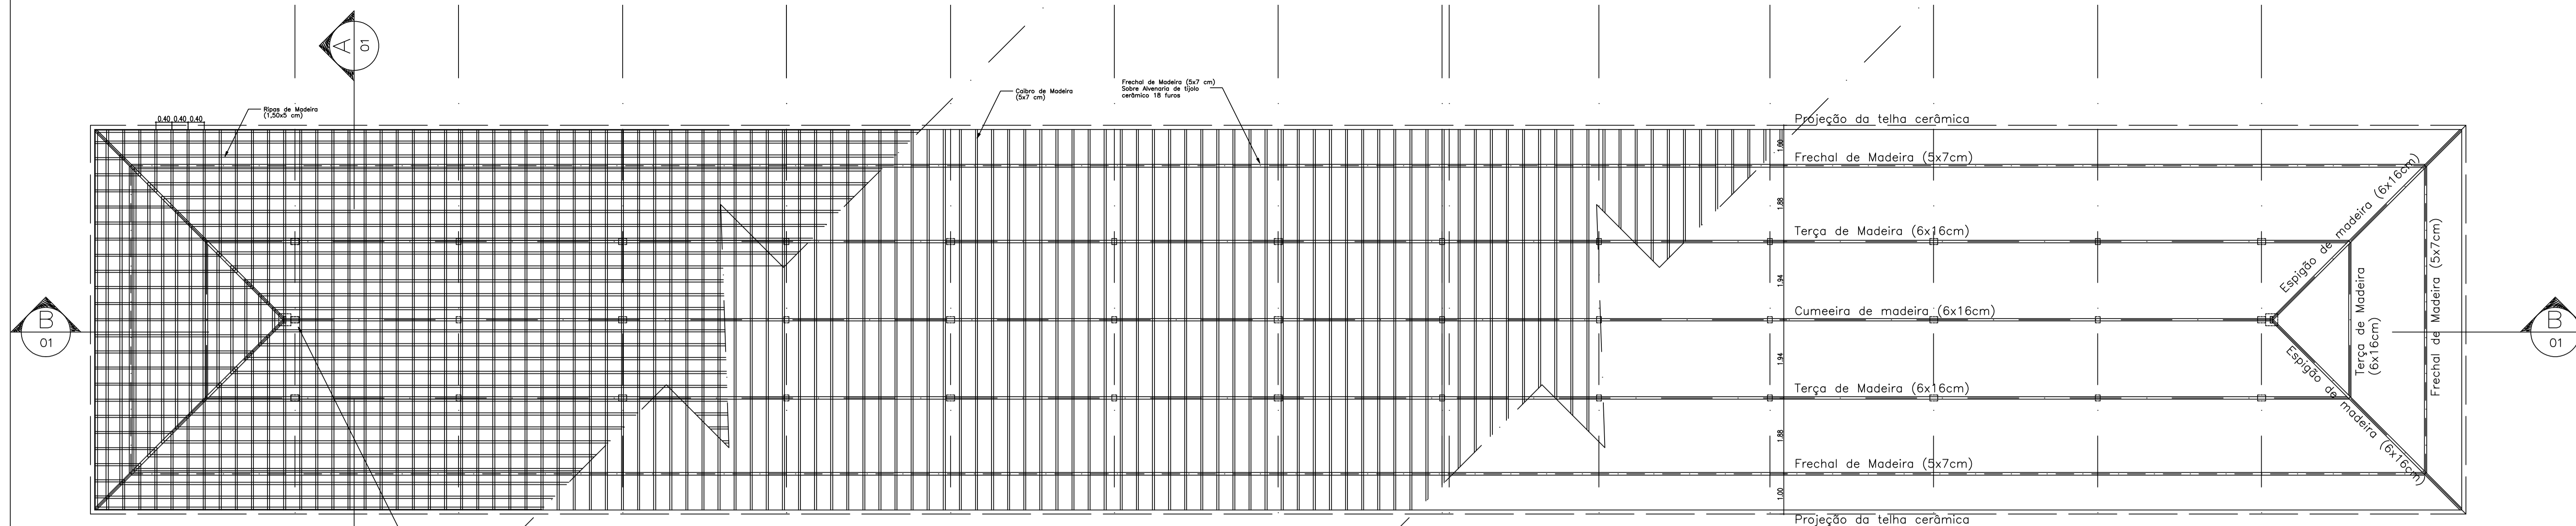 A
01
Ripas de Madeira
(1,50x5 cm)
0.40 0.40 0.40
Caibro de Madeira
(5x7 cm)
Frechal de Madeira (5x7 cm)
Sobre Alvenaria de tijolo
cerâmico 18 furos
Projeção da telha cerâmica
1.00
Frechal de Madeira (5x7cm)
1.88
Terça de Madeira (6x16cm)
1.94
Cumeeira de madeira (6x16cm)
1.94
Terça de Madeira (6x16cm)
1.88
Frechal de Madeira (5x7cm)
1.00
Projeção da telha cerâmica
Espigão de madeira (6x16cm)
Espigão de madeira (6x16cm)
Terça de Madeira
(6x16cm)
Frechal de Madeira (5x7cm)
B
01
B
01